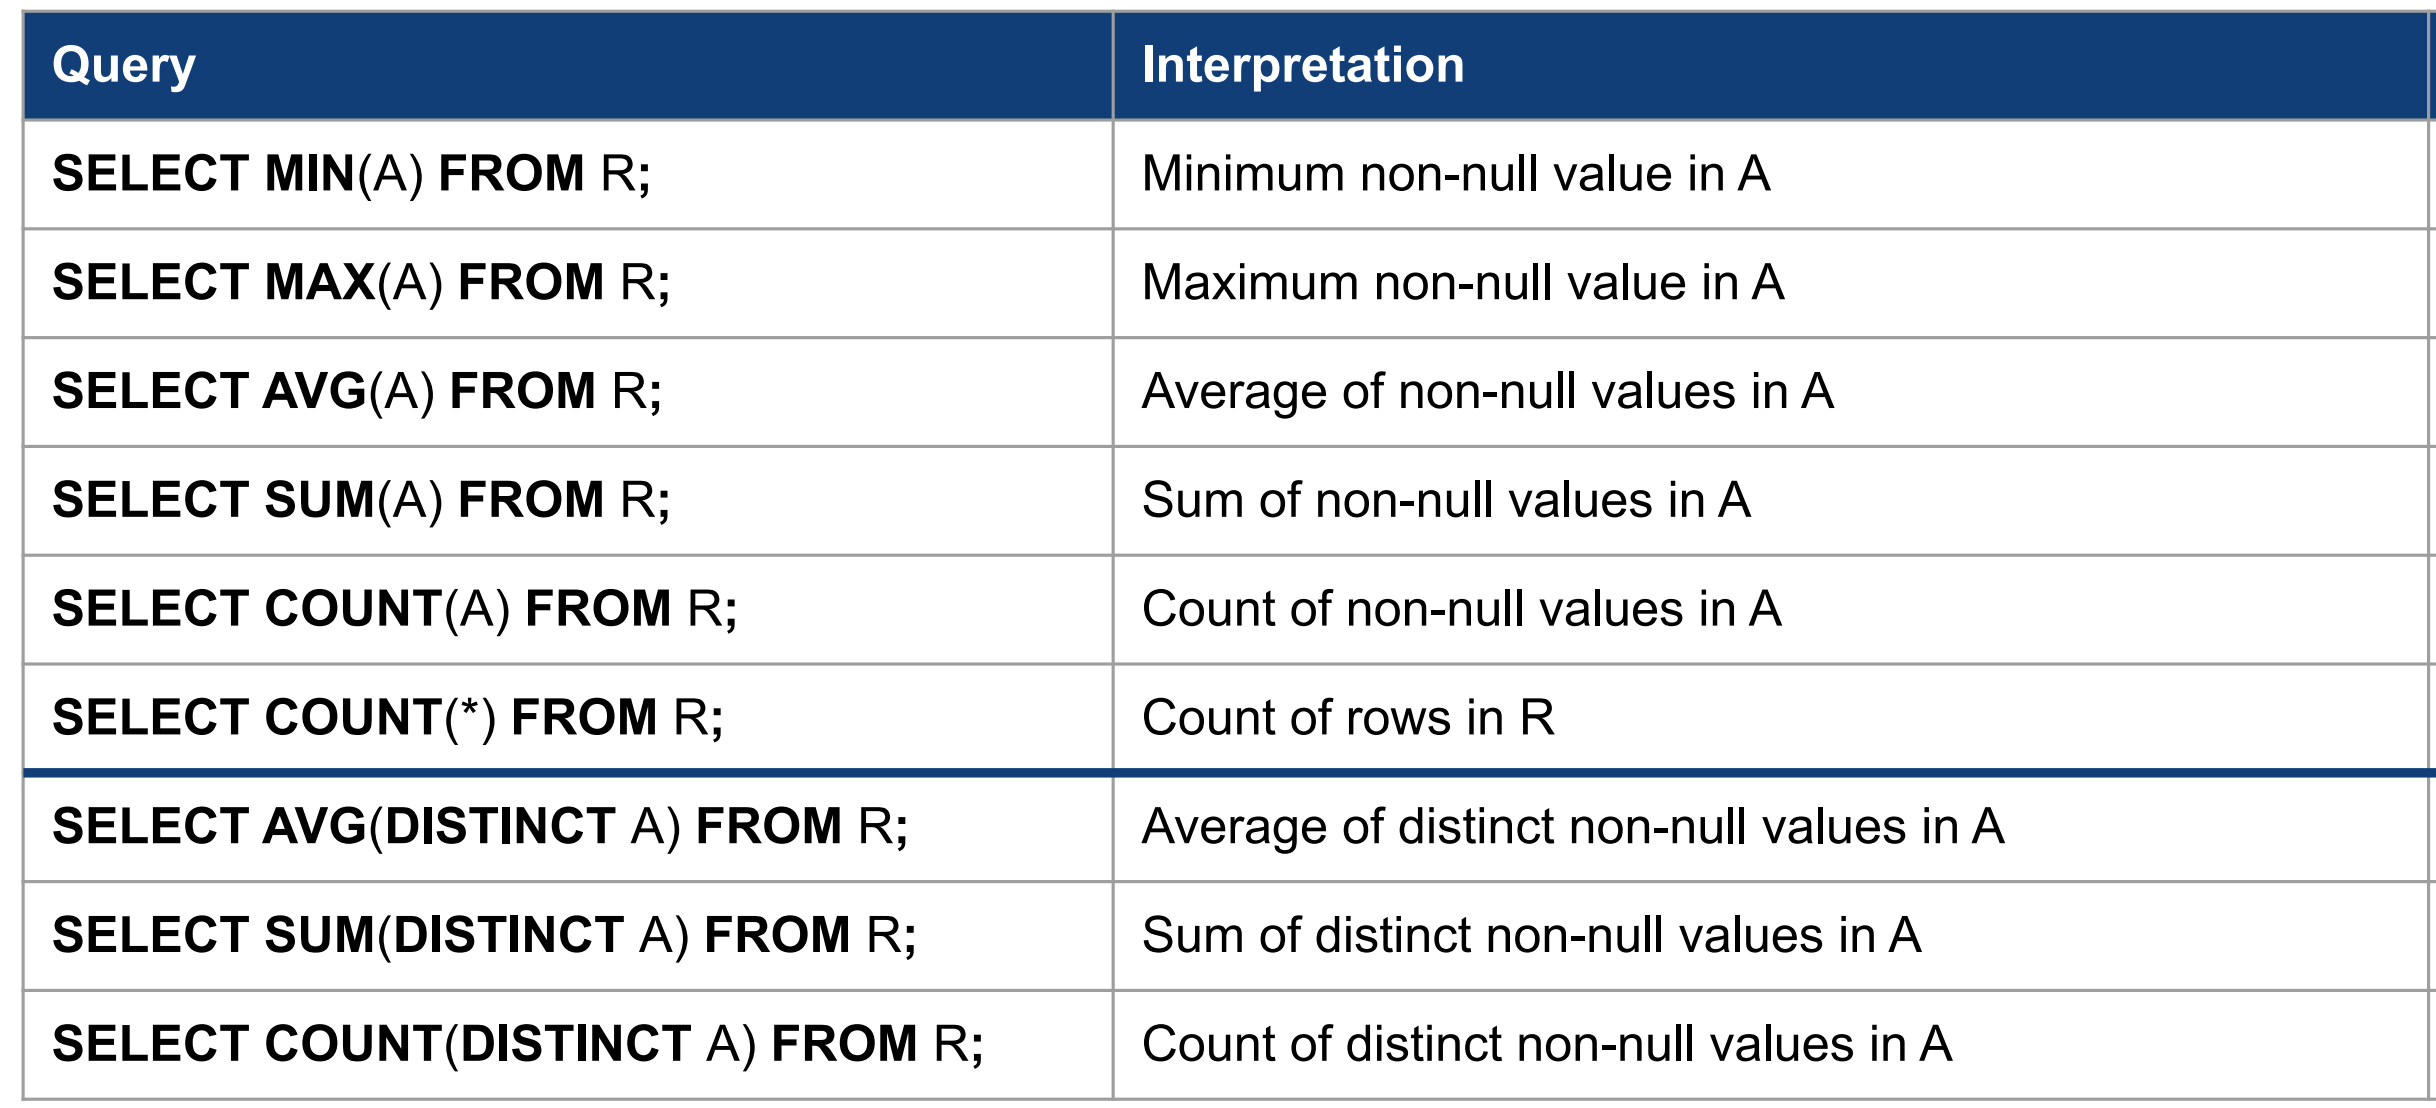 Query Interpretation
SELECT MIN(A) FROM R; Minimum non-null value in A
SELECT MAX(A) FROM R; Maximum non-null value in A
SELECT AVG(A) FROM R; Average of non-null values in A
SELECT SUM(A) FROM R; Sum of non-null values in A
SELECT COUNT(A) FROM R; Count of non-null values in A
SELECT COUNT(*) FROM R; Count of rows in R
SELECT AVG(DISTINCT A) FROM R; Average of distinct non-null values in A
SELECT SUM(DISTINCT A) FROM R; Sum of distinct non-null values in A
SELECT COUNT(DISTINCT A) FROM R; Count of distinct non-null values in A